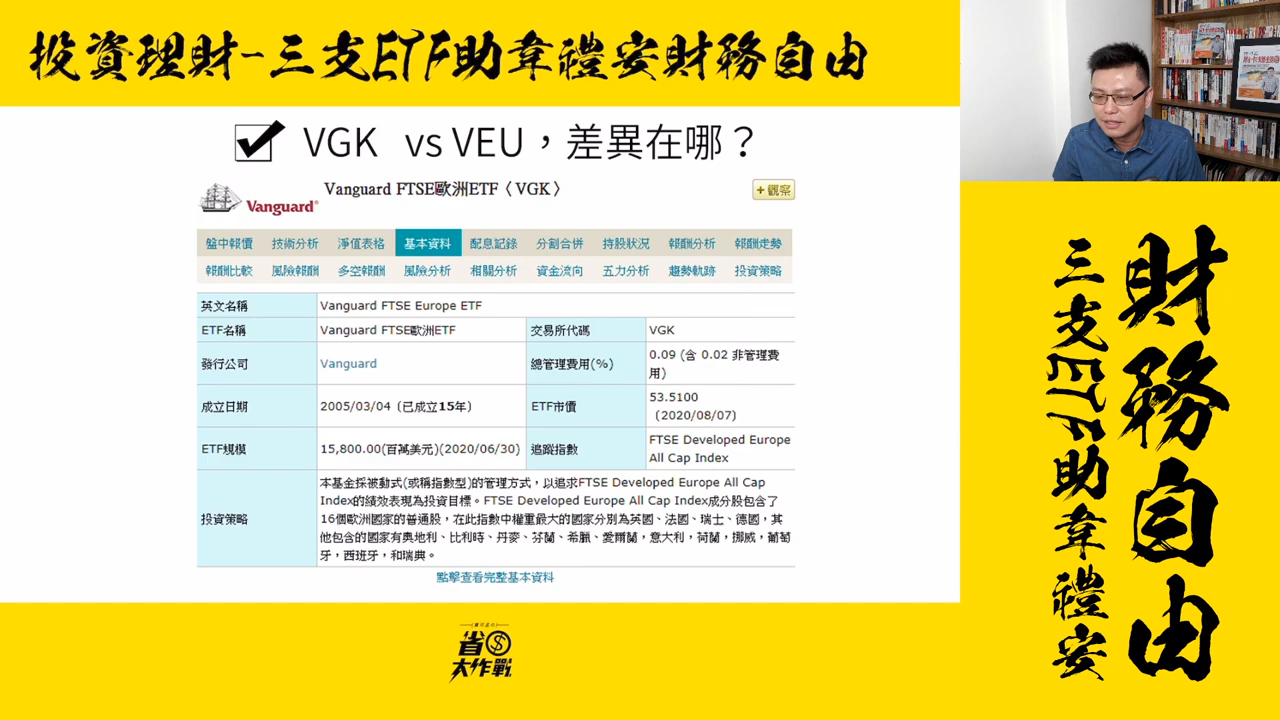 投資理財-三支ETF助韋禮安財務自由
VGK vs VEU，差異在哪？
Vanguard®
Vanguard FTSE歐洲ETF〈VGK〉
+觀察
盤中報價 技術分析 淨值表格 基本資料 配息記錄 分割合併 持股狀況 報酬分析 報酬走勢
報酬比較 風險報酬 多空報酬 風險分析 相關分析 資金流向 五力分析 趨勢軌跡 投資策略
英文名稱 Vanguard FTSE Europe ETF
ETF名稱 Vanguard FTSE歐洲ETF 交易所代碼 VGK
發行公司 Vanguard 總管理費用(%) 0.09 (含 0.02 非管理費
用)
成立日期 2005/03/04〔已成立15年〕 ETF市價 53.5100
（2020/08/07)
ETF規模 15,800.00(百萬美元)(2020/06/30) 追蹤指數 FTSE Developed Europe
All Cap Index
投資策略
本基金採被動式(或稱指數型)的管理方式，以追求FTSE Developed Europe All Cap
Index的績效表現為投資目標。FTSE Developed Europe All Cap Index成分股包含了
16個歐洲國家的普通股，在此指數中權重最大的國家分別為英國、法國、瑞士、德國，其
他包含的國家有奧地利、比利時、丹麥、芬蘭、希臘、愛爾蘭，意大利，荷蘭，挪威，葡萄
牙，西班牙，和瑞典。
點擊查看完整基本資料
省$
大作戰
財務自由
三支ETF助韋禮安